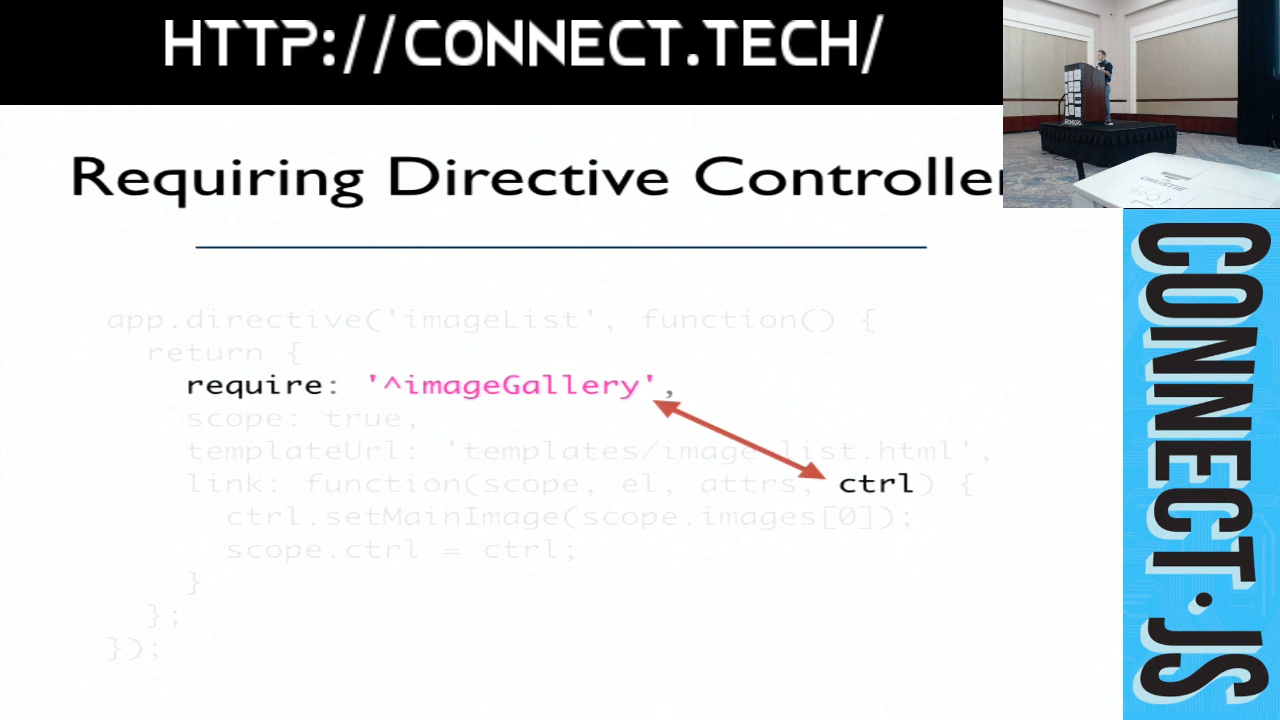 HTTP://CONNECT.TECH/
Requiring Directive Controller
app.directive('imageList', function() {
return {
require: '^imageGallery',
scope: true,
templateUrl: 'templates/image-list.html',
link: function(scope, el, attrs, ctrl) {
ctrl.setMainImage(scope.images[0]);
scope.ctrl = ctrl;
}
};
});
CHRISTIE
CONNECT.JS